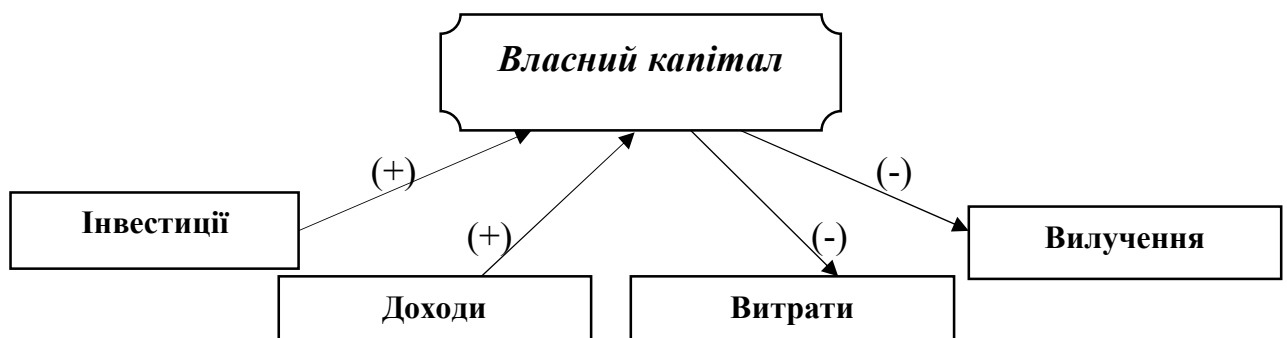 Власний капітал
(+)
(-)
Інвестиції
(+)
(-)
Вилучення
Доходи
Витрати